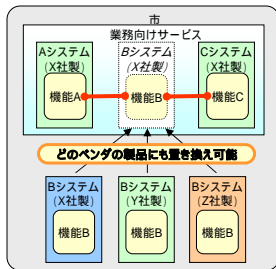 市
業務向けサービス
Aシステム
(X社製)
機能A
Bシステム
(X社製)
機能B
Cシステム
(X社製)
機能C
どのベンダの製品にも置き換え可能
Bシステム
(X社製)
機能B
Bシステム
(Y社製)
機能B
Bシステム
(Z社製)
機能B